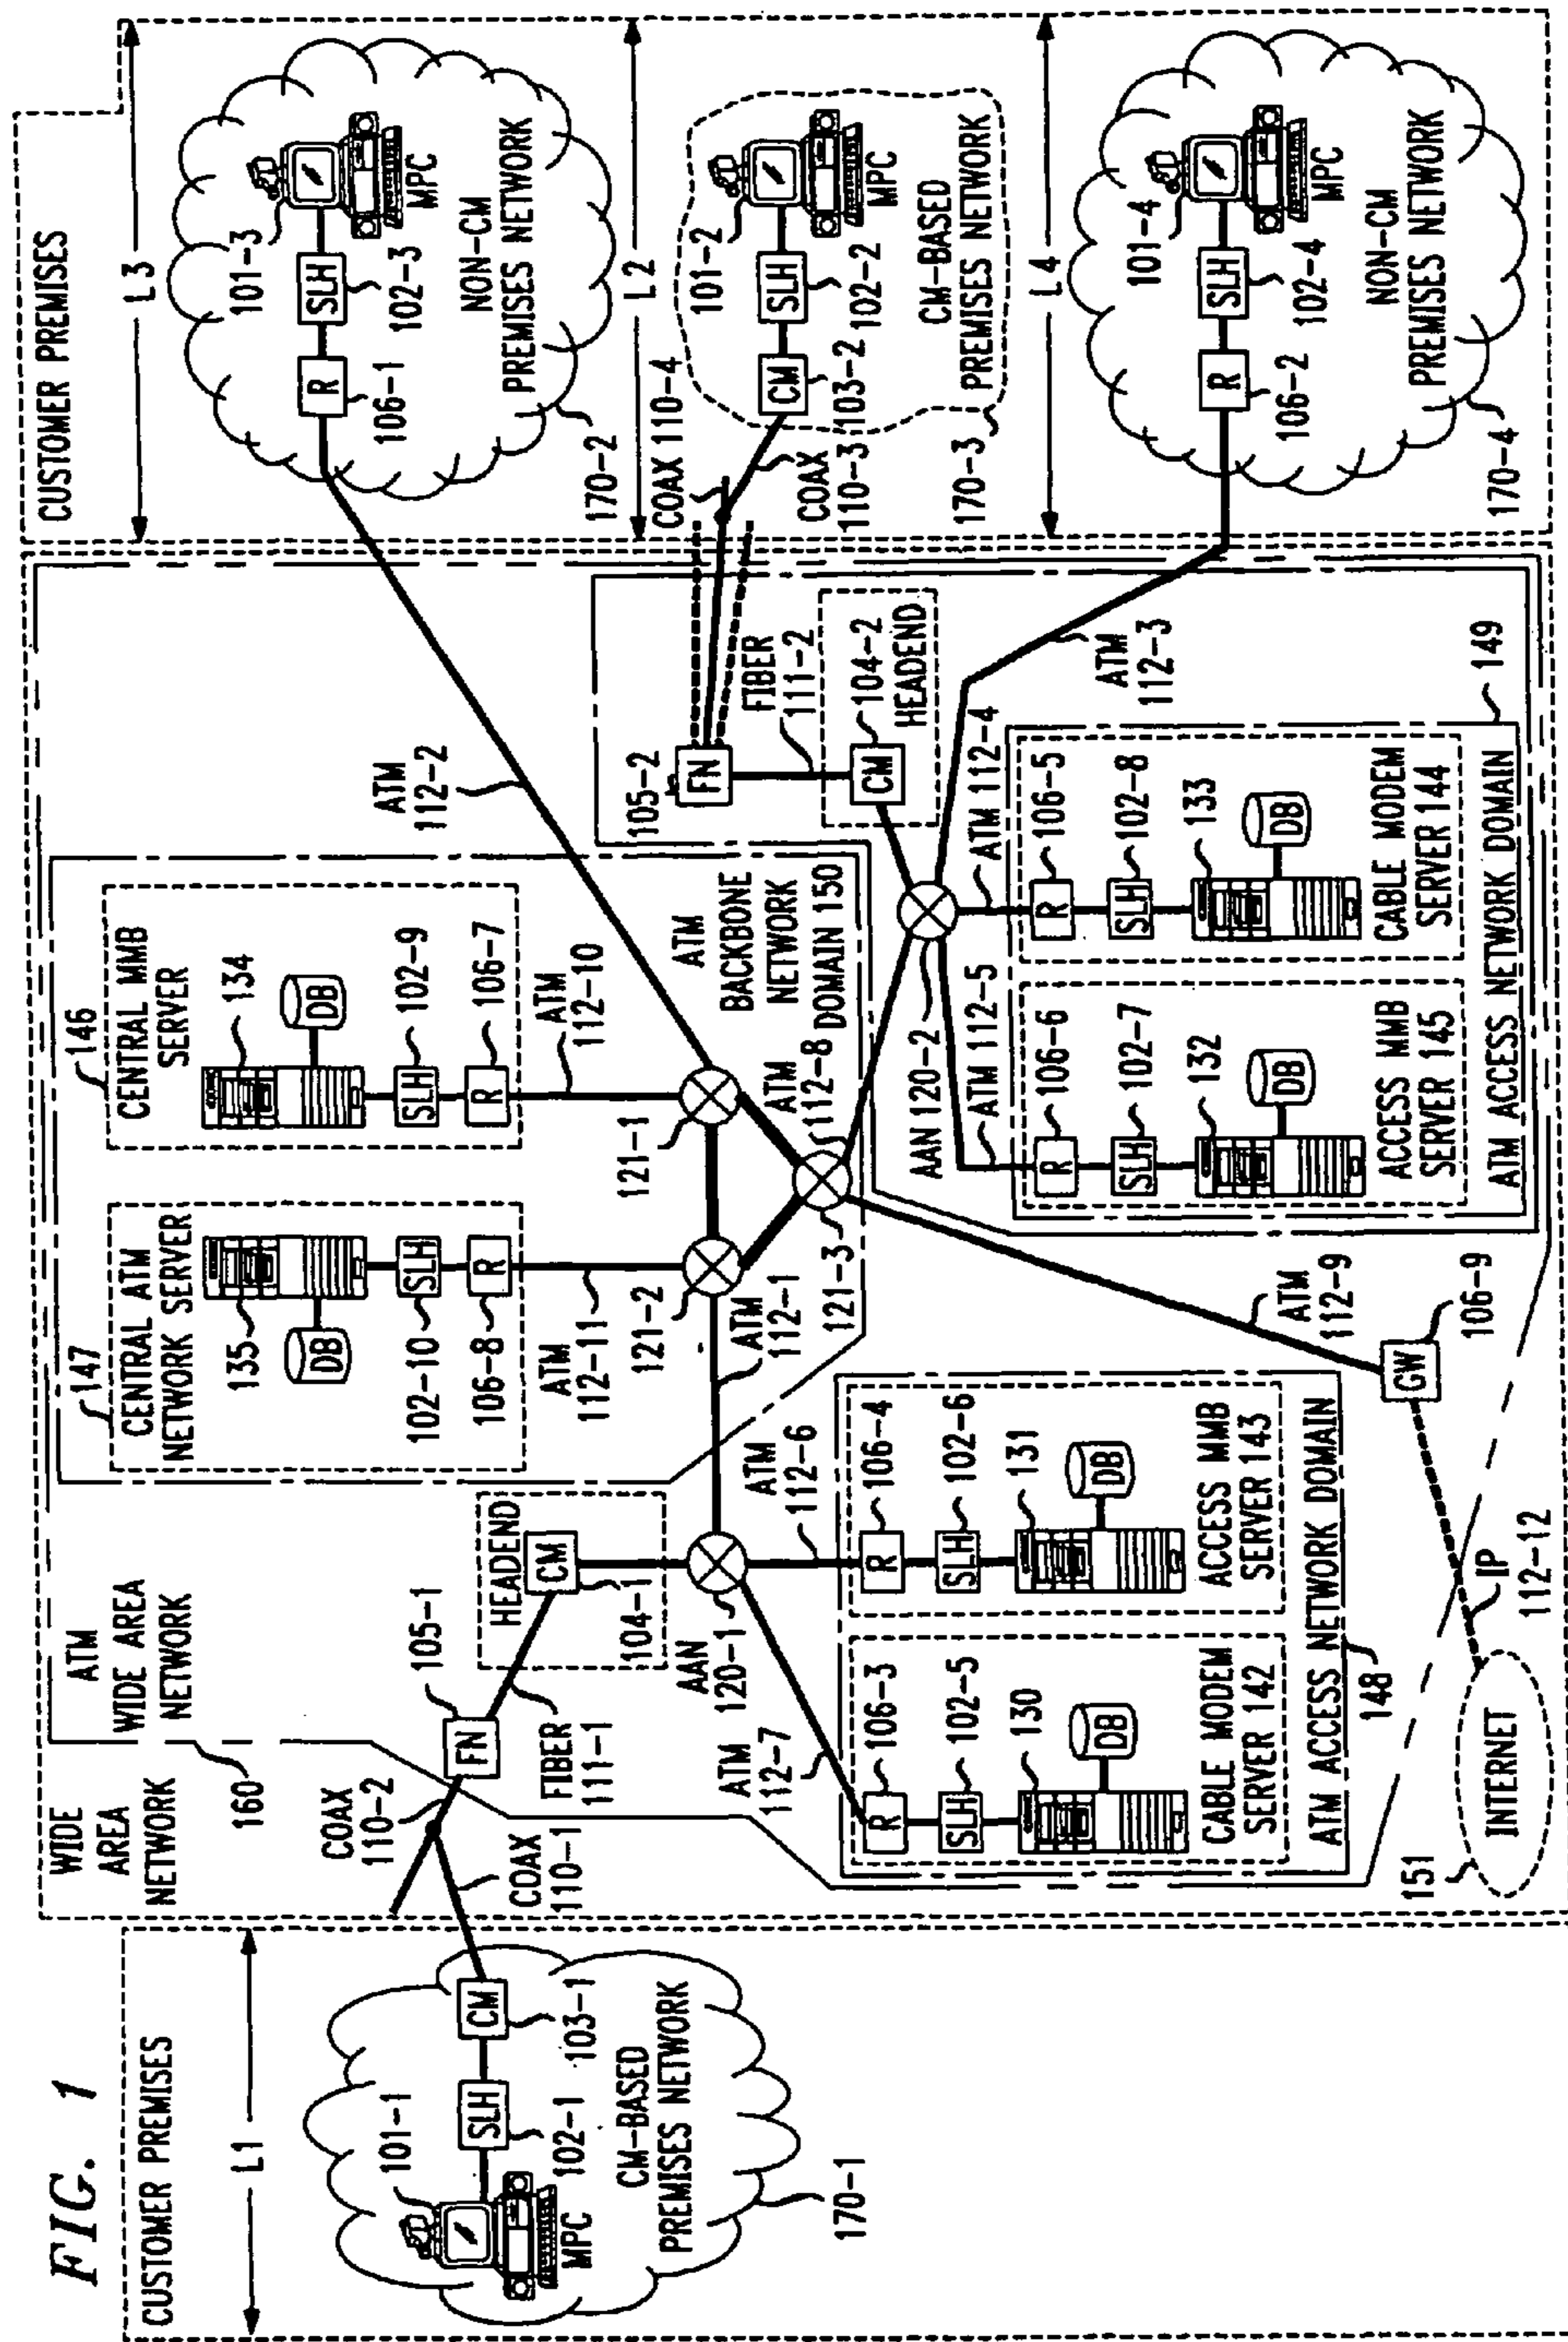 FIG. 1
CUSTOMER PREMISES
L1
101-1
MPC
SLH
102-1
CM
103-1
CM-BASED
PREMISES NETWORK
170-1
WIDE
AREA
NETWORK
160
ATM
WIDE AREA
NETWORK
COAX
110-2
COAX
110-1
FN
105-1
FIBER
111-1
HEADEND
CM
104-1
AAN
120-1
ATM
112-7
ATM
112-6
R
106-3
SLH
102-5
130
DB
CABLE MODEM
SERVER 142
R
106-4
SLH
102-6
131
DB
ACCESS MMB
SERVER 143
ATM ACCESS NETWORK DOMAIN
148
151
INTERNET
IP
112-12
GW
106-9
ATM
112-9
147
CENTRAL ATM
NETWORK SERVER
135
DB
SLH
102-10
R
106-8
ATM
112-11
121-2
ATM
112-1
121-3
146
CENTRAL MMB
SERVER
134
DB
SLH
102-9
R
106-7
ATM
112-10
121-1
ATM
112-8
ATM
BACKBONE
NETWORK
DOMAIN 150
ATM
112-2
105-2
FN
FIBER
111-2
CM
104-2
HEADEND
AAN 120-2
ATM 112-5
ATM 112-4
ATM
112-3
R
106-6
SLH
102-7
132
DB
ACCESS MMB
SERVER 145
R
106-5
SLH
102-8
133
DB
CABLE MODEM
SERVER 144
ATM ACCESS NETWORK DOMAIN
149
CUSTOMER PREMISES
L3
R
106-1
SLH
102-3
101-3
MPC
NON-CM
PREMISES NETWORK
170-2
L2
COAX 110-4
COAX
110-3
CM
103-2
SLH
102-2
101-2
MPC
CM-BASED
PREMISES NETWORK
170-3
L4
R
106-2
SLH
102-4
101-4
MPC
NON-CM
PREMISES NETWORK
170-4